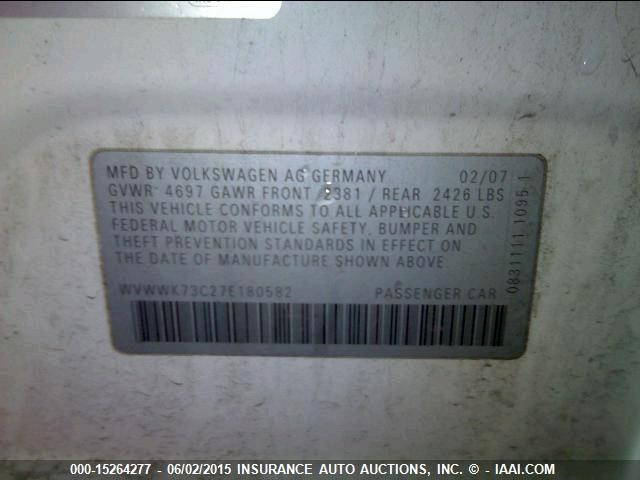 MFD BY VOLKSWAGEN AG GERMANY 02/07
GVWR 4697 GAWR FRONT 2381 / REAR 2426 LBS
THIS VEHICLE CONFORMS TO ALL APPLICABLE U.S.
FEDERAL MOTOR VEHICLE SAFETY, BUMPER AND
THEFT PREVENTION STANDARDS IN EFFECT ON
THE DATE OF MANUFACTURE SHOWN ABOVE.
WVWWK73C27E180582 PASSENGER CAR
0831111 1095 1
000-15264277 - 06/02/2015 INSURANCE AUTO AUCTIONS, INC. - © IAAI.COM